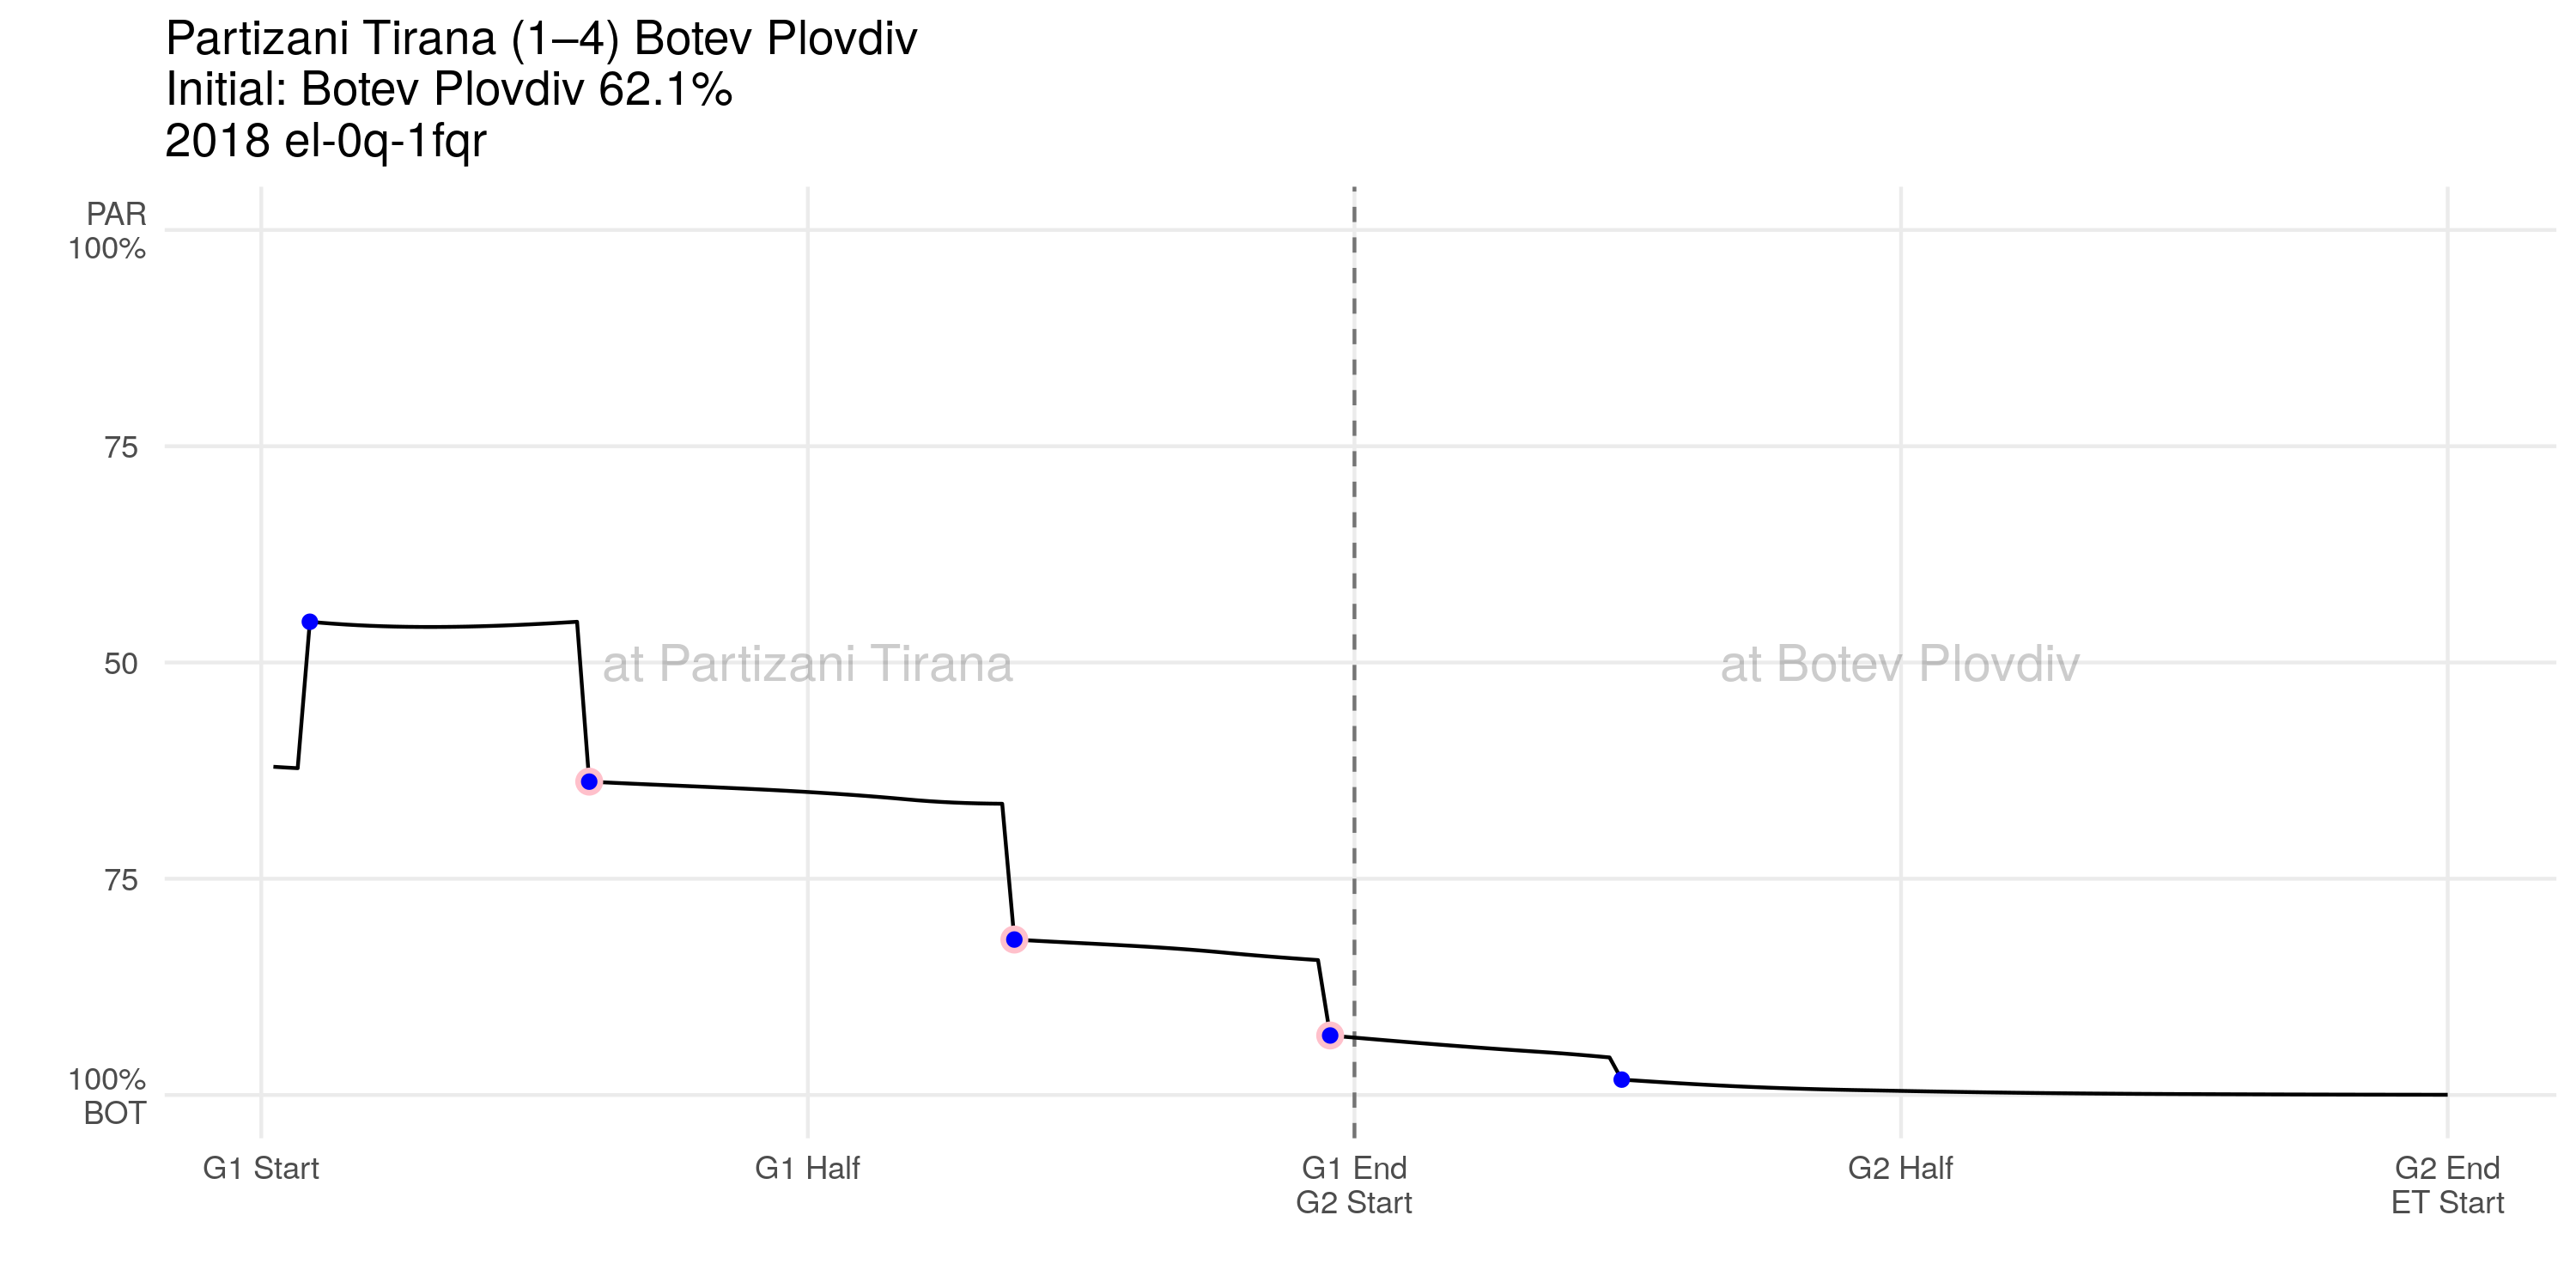 Partizani Tirana (1–4) Botev Plovdiv
Initial: Botev Plovdiv 62.1%
2018 el-0q-1fqr
PAR
100%
75
50
75
100%
BOT
at Partizani Tirana
at Botev Plovdiv
G1 Start
G1 Half
G1 End
G2 Start
G2 Half
G2 End
ET Start